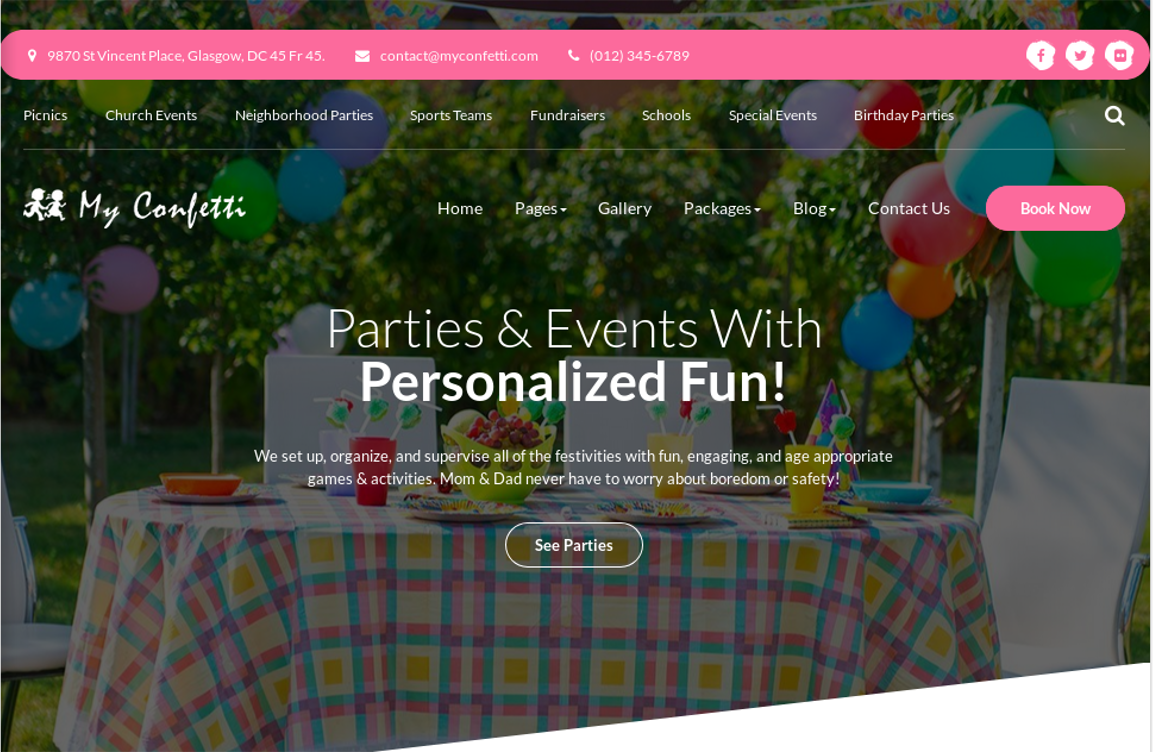 9870 St Vincent Place, Glasgow, DC 45 Fr 45. contact@myconfetti.com (012) 345-6789
Picnics Church Events Neighborhood Parties Sports Teams Fundraisers Schools Special Events Birthday Parties
My Confetti Home Pages Gallery Packages Blog Contact Us Book Now
Parties & Events With
Personalized Fun!
We set up, organize, and supervise all of the festivities with fun, engaging, and age appropriate
games & activities. Mom & Dad never have to worry about boredom or safety!
See Parties